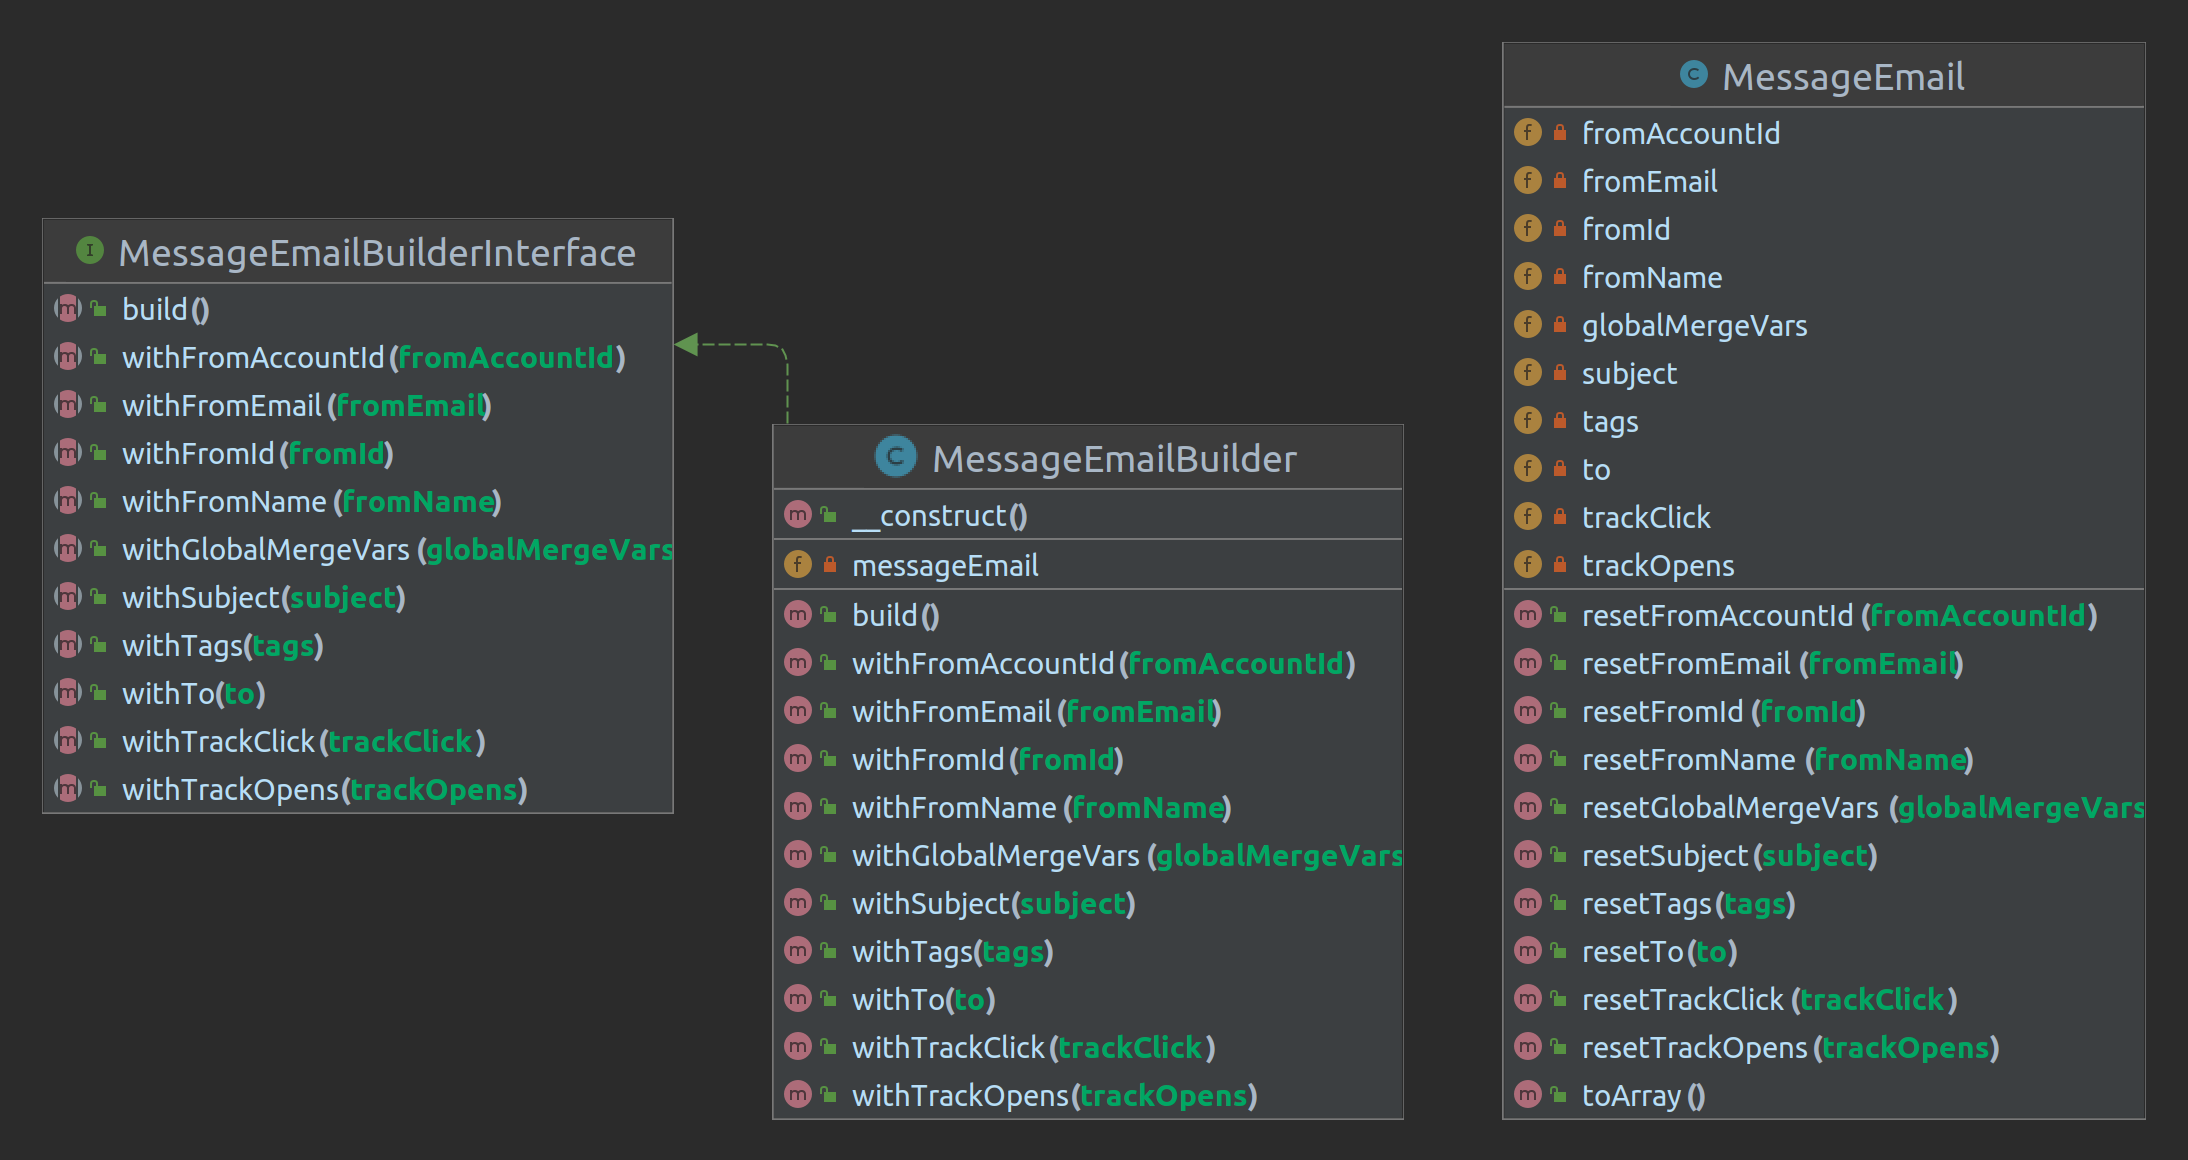 MessageEmailBuilderInterface
build()
withFromAccountId(fromAccountId)
withFromEmail(fromEmail)
withFromId(fromId)
withFromName(fromName)
withGlobalMergeVars(globalMergeVars
withSubject(subject)
withTags(tags)
withTo(to)
withTrackClick(trackClick)
withTrackOpens(trackOpens)
MessageEmailBuilder
__construct()
messageEmail
build()
withFromAccountId(fromAccountId)
withFromEmail(fromEmail)
withFromId(fromId)
withFromName(fromName)
withGlobalMergeVars(globalMergeVars
withSubject(subject)
withTags(tags)
withTo(to)
withTrackClick(trackClick)
withTrackOpens(trackOpens)
MessageEmail
fromAccountId
fromEmail
fromId
fromName
globalMergeVars
subject
tags
to
trackClick
trackOpens
resetFromAccountId(fromAccountId)
resetFromEmail(fromEmail)
resetFromId(fromId)
resetFromName(fromName)
resetGlobalMergeVars(globalMergeVars
resetSubject(subject)
resetTags(tags)
resetTo(to)
resetTrackClick(trackClick)
resetTrackOpens(trackOpens)
toArray()